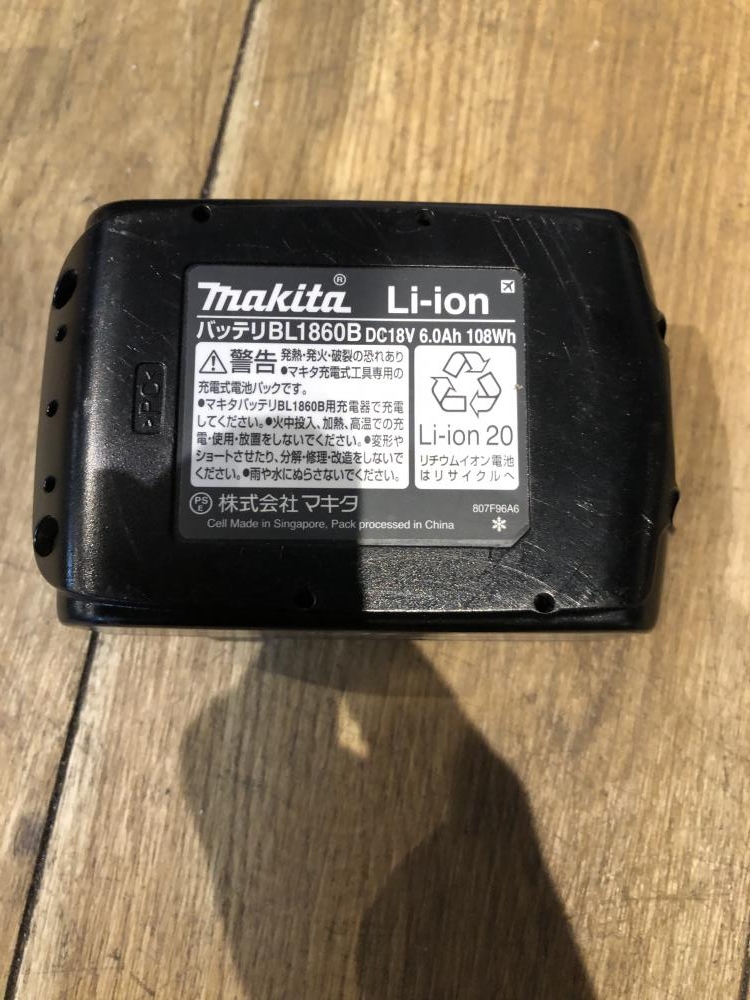 makita® Li-ion
バッテリBL1860B DC18V 6.0Ah 108Wh
警告 発熱・発火・破裂の恐れあり
●マキタ充電式工具専用の
充電式電池パックです。
●マキタバッテリBL1860B用充電器で充電
してください。●火中投入、加熱、高温での充
電・使用・放置をしないでください。●変形や
ショートさせたり、分解・修理・改造をしないで
ください。●雨や水にぬらさないでください。
Li-ion 20
リチウムイオン電池
はリサイクルへ
PSE 株式会社 マキタ
807F96A6
Cell Made in Singapore, Pack processed in China
>PC<